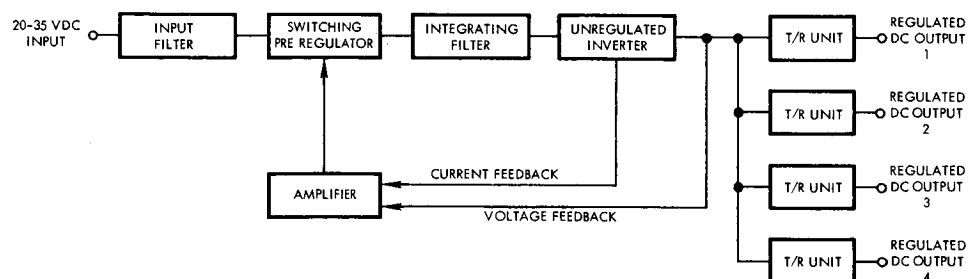 20-35 VDC
INPUT
INPUT
FILTER
SWITCHING
PRE REGULATOR
INTEGRATING
FILTER
UNREGULATED
INVERTER
T/R UNIT
REGULATED
DC OUTPUT
1
T/R UNIT
REGULATED
DC OUTPUT
2
CURRENT FEEDBACK
AMPLIFIER
VOLTAGE FEEDBACK
T/R UNIT
REGULATED
DC OUTPUT
3
T/R UNIT
REGULATED
DC OUTPUT
4